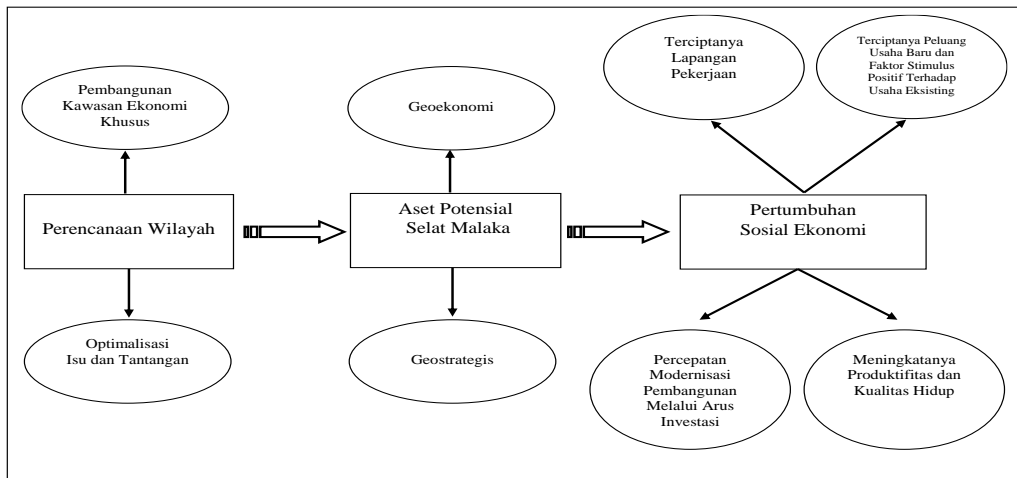 Terciptanya
Lapangan
Pekerjaan
Terciptanya Peluang
Usaha Baru dan
Faktor Stimulus
Positif Terhadap
Usaha Eksisting
Pembangunan
Kawasan Ekonomi
Khusus
Geoekonomi
Perencanaan Wilayah
Aset Potensial
Selat Malaka
Pertumbuhan
Sosial Ekonomi
Optimalisasi
Isu dan Tantangan
Geostrategis
Percepatan
Modernisasi
Pembangunan
Melalui Arus
Investasi
Meningkatanya
Produktifitas dan
Kualitas Hidup